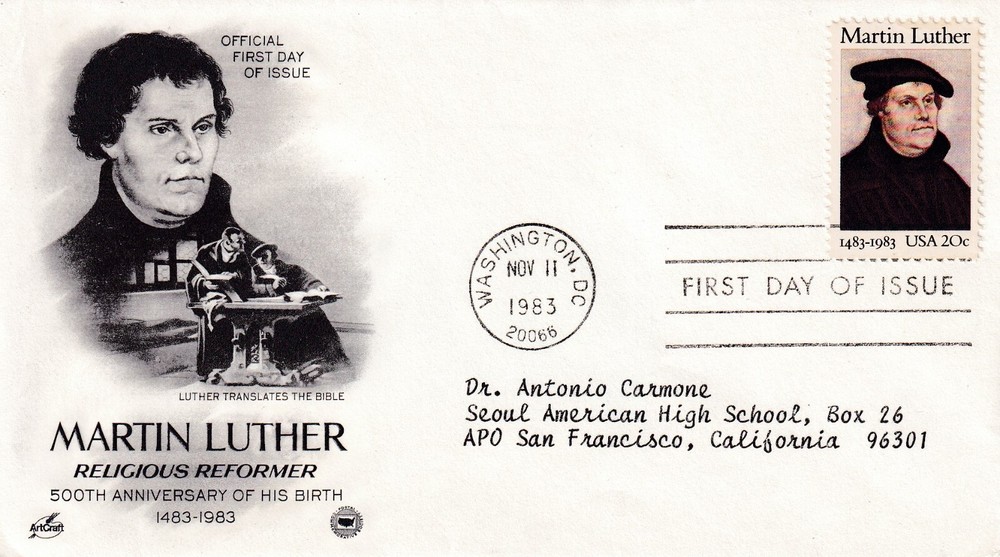 OFFICIAL
FIRST DAY
OF ISSUE
LUTHER TRANSLATES THE BIBLE
MARTIN LUTHER
RELIGIOUS REFORMER
500TH ANNIVERSARY OF HIS BIRTH
1483-1983
ArtCraft
Martin Luther
1483-1983 USA 20c
WASHINGTON, DC
NOV 11
1983
20066
FIRST DAY OF ISSUE
Dr. Antonio Carmone
Seoul American High School, Box 26
APO San Francisco, California 96301